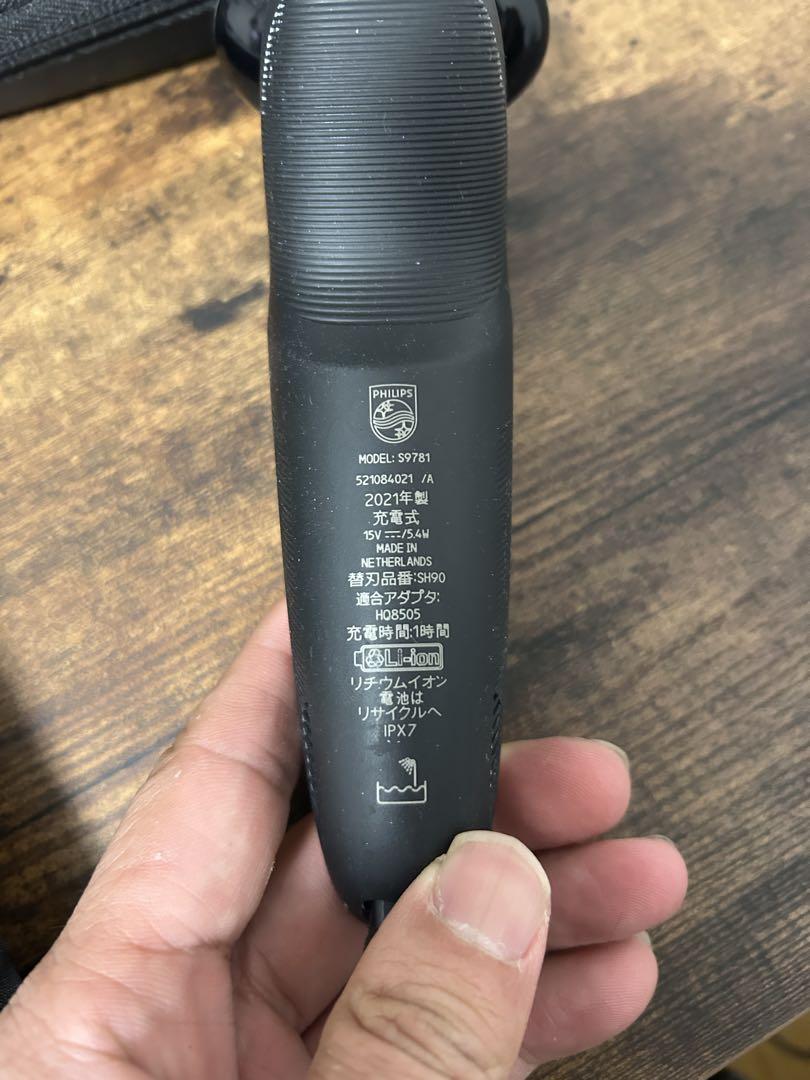 PHILIPS
MODEL: S9781
521084021 /A
2021年製
充電式
15V ⎓/5.4W
MADE IN
NETHERLANDS
替刃品番:SH90
適合アダプタ:
HQ8505
充電時間:1時間
Li-ion
リチウムイオン
電池は
リサイクルへ
IPX7